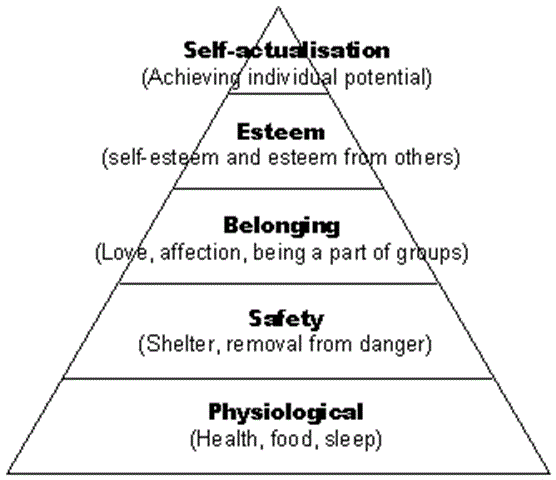 Self-actualisation
(Achieving individual potential)
Esteem
(self-esteem and esteem from others)
Belonging
(Love, affection, being a part of groups)
Safety
(Shelter, removal from danger)
Physiological
(Health, food, sleep)